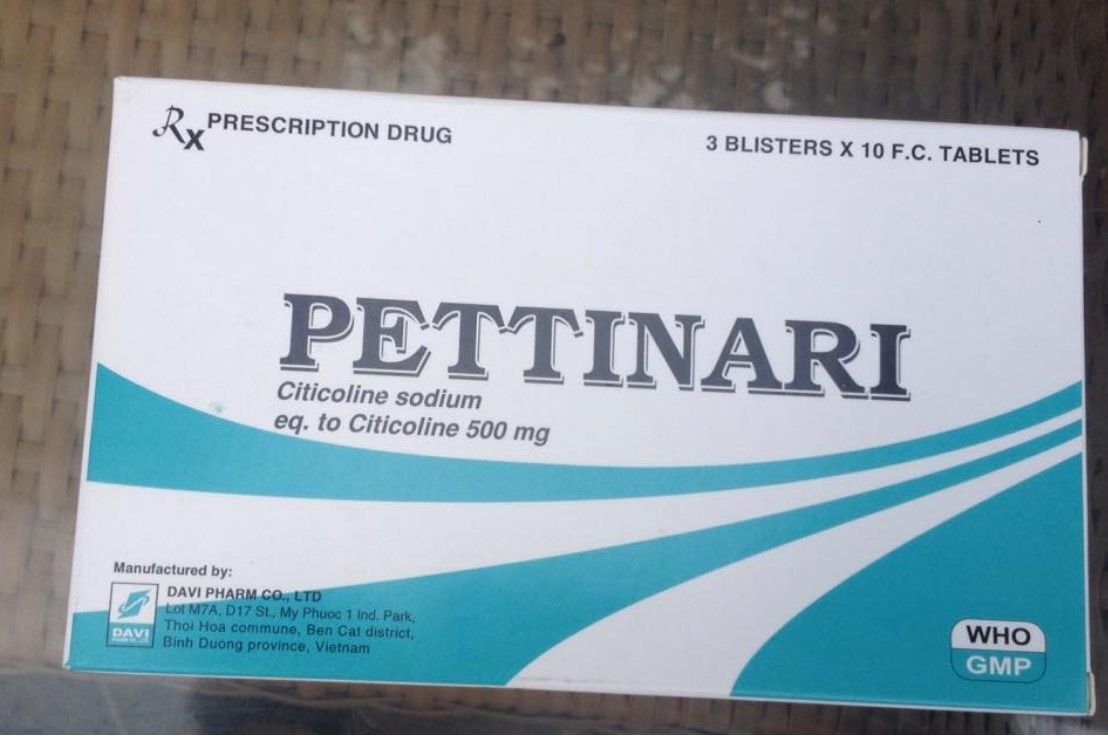 Rx PRESCRIPTION DRUG
3 BLISTERS X 10 F.C. TABLETS
PETTINARI
Citicoline sodium
eq. to Citicoline 500 mg
Manufactured by:
DAVI PHARM CO., LTD
Lot M7A, D17 St., My Phuoc 1 Ind. Park,
Thoi Hoa commune, Ben Cat district,
Binh Duong province, Vietnam
DAVI
WHO
GMP